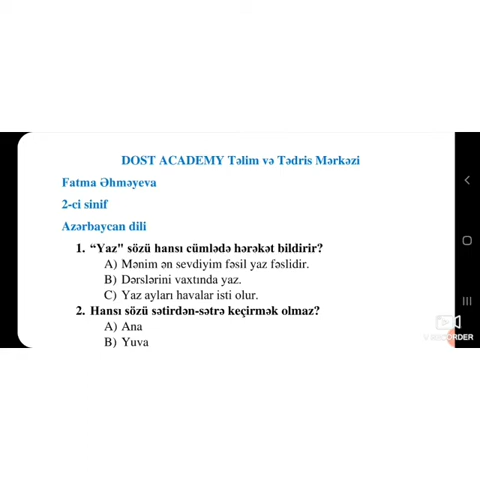 DOST ACADEMY Təlim və Tədris Mərkəzi
Fatma Əhməyeva
2-ci sinif
Azərbaycan dili
1. “Yaz" sözü hansı cümlədə hərəkət bildirir?
A) Mənim ən sevdiyim fəsil yaz fəslidir.
B) Dərslərini vaxtında yaz.
C) Yaz ayları havalar isti olur.
2. Hansı sözü sətirdən-sətrə keçirmək olmaz?
A) Ana
B) Yuva
V RECORDER